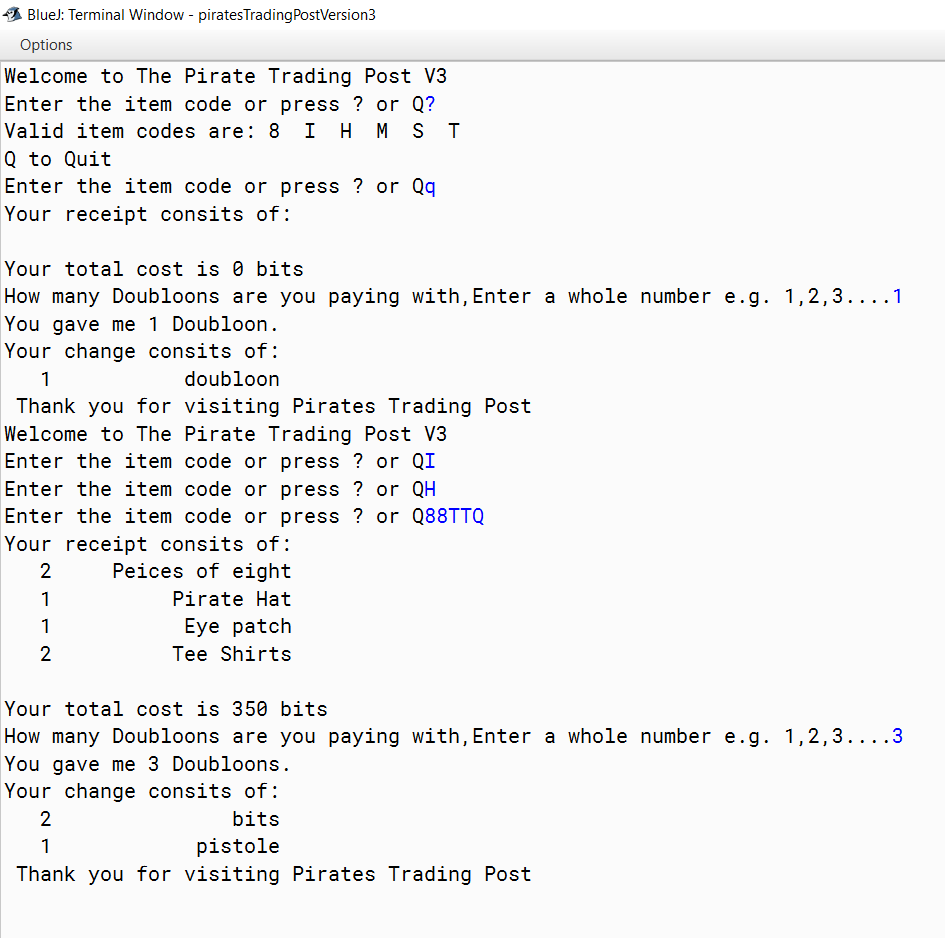 BlueJ: Terminal Window - piratesTradingPostVersion3
Options
Welcome to The Pirate Trading Post V3
Enter the item code or press ? or Q?
Valid item codes are: 8  I  H  M  S  T
Q to Quit
Enter the item code or press ? or Qq
Your receipt consits of:
Your total cost is 0 bits
How many Doubloons are you paying with,Enter a whole number e.g. 1,2,3....1
You gave me 1 Doubloon.
Your change consits of:
1 doubloon
Thank you for visiting Pirates Trading Post
Welcome to The Pirate Trading Post V3
Enter the item code or press ? or QI
Enter the item code or press ? or QH
Enter the item code or press ? or Q88TTQ
Your receipt consits of:
2 Peices of eight
1 Pirate Hat
1 Eye patch
2 Tee Shirts
Your total cost is 350 bits
How many Doubloons are you paying with,Enter a whole number e.g. 1,2,3....3
You gave me 3 Doubloons.
Your change consits of:
2 bits
1 pistole
Thank you for visiting Pirates Trading Post